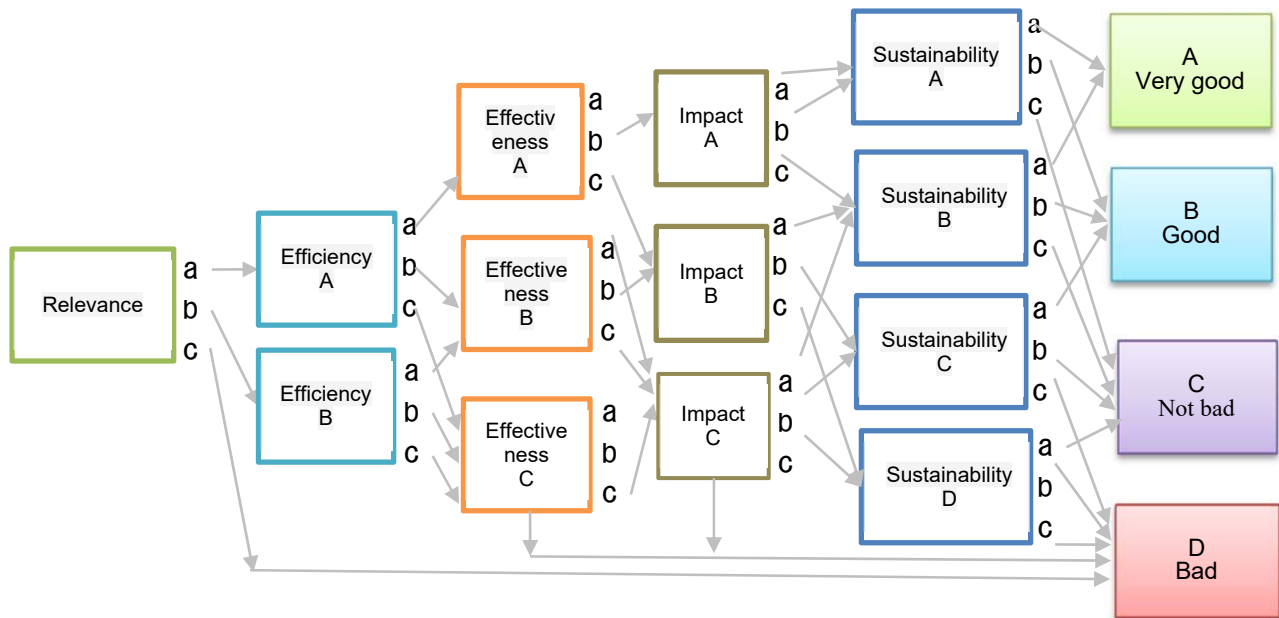 Relevance
a
b
c
Efficiency
A
a
b
c
Efficiency
B
a
b
c
Effectiv
eness
A
a
b
c
Effective
ness
B
a
b
c
Effective
ness
C
a
b
c
Impact
A
a
b
c
Impact
B
a
b
c
Impact
C
a
b
c
Sustainability
A
a
b
c
Sustainability
B
a
b
c
Sustainability
C
a
b
c
Sustainability
D
a
b
c
A
Very good
B
Good
C
Not bad
D
Bad